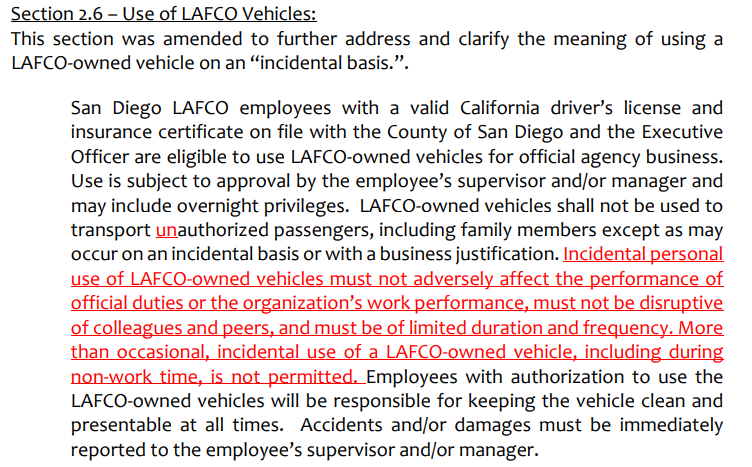 Section 2.6 – Use of LAFCO Vehicles:
This section was amended to further address and clarify the meaning of using a
LAFCO-owned vehicle on an “incidental basis.”.
San Diego LAFCO employees with a valid California driver’s license and
insurance certificate on file with the County of San Diego and the Executive
Officer are eligible to use LAFCO-owned vehicles for official agency business.
Use is subject to approval by the employee’s supervisor and/or manager and
may include overnight privileges.  LAFCO-owned vehicles shall not be used to
transport unauthorized passengers, including family members except as may
occur on an incidental basis or with a business justification. Incidental personal
use of LAFCO-owned vehicles must not adversely affect the performance of
official duties or the organization’s work performance, must not be disruptive
of colleagues and peers, and must be of limited duration and frequency. More
than occasional, incidental use of a LAFCO-owned vehicle, including during
non-work time, is not permitted. Employees with authorization to use the
LAFCO-owned vehicles will be responsible for keeping the vehicle clean and
presentable at all times.  Accidents and/or damages must be immediately
reported to the employee’s supervisor and/or manager.